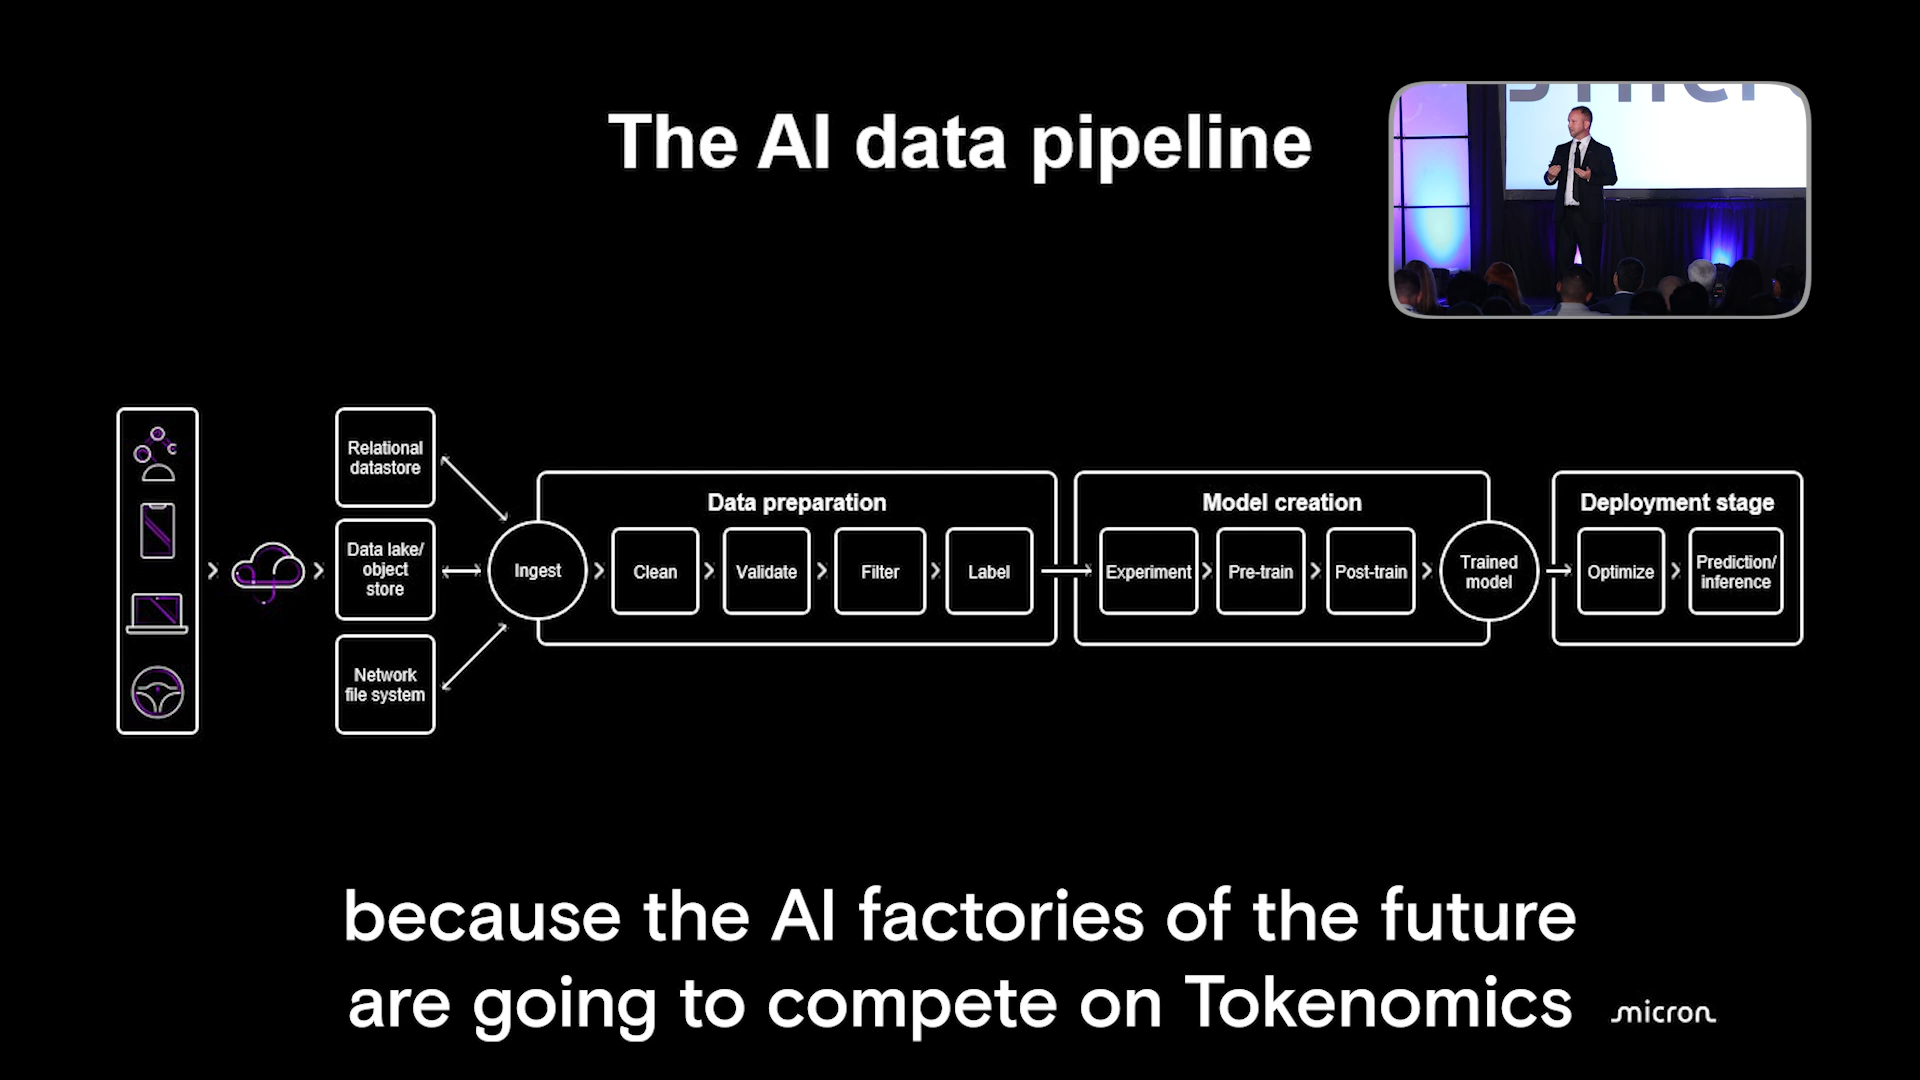 The AI data pipeline
Relational
datastore
Data lake/
object
store
Network
file system
Ingest
Data preparation
Clean
Validate
Filter
Label
Model creation
Experiment
Pre-train
Post-train
Trained
model
Deployment stage
Optimize
Prediction/
inference
because the AI factories of the future
are going to compete on Tokenomics
micron